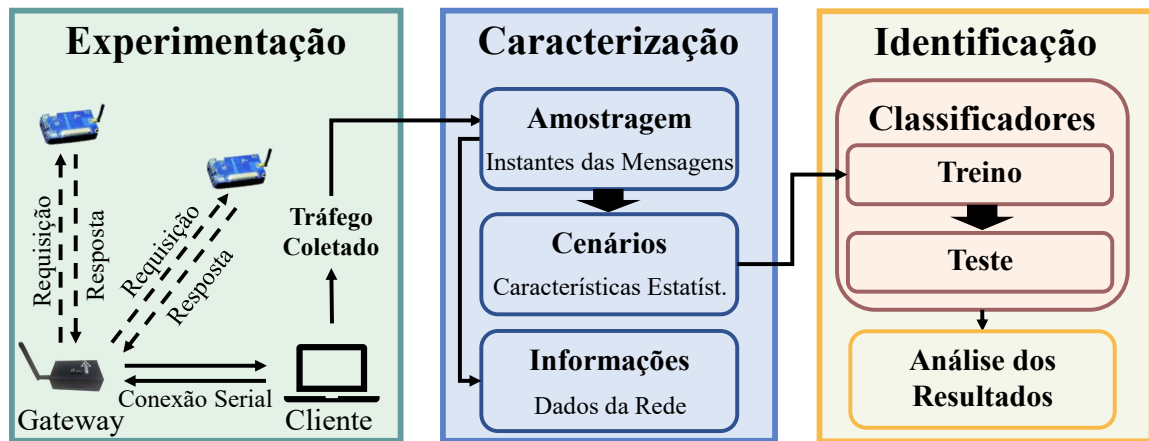 Experimentação
Requisição
Resposta
Requisição
Resposta
Tráfego
Coletado
Conexão Serial
Gateway
Cliente
Caracterização
Amostragem
Instantes das Mensagens
Cenários
Características Estatíst.
Informações
Dados da Rede
Identificação
Classificadores
Treino
Teste
Análise dos
Resultados